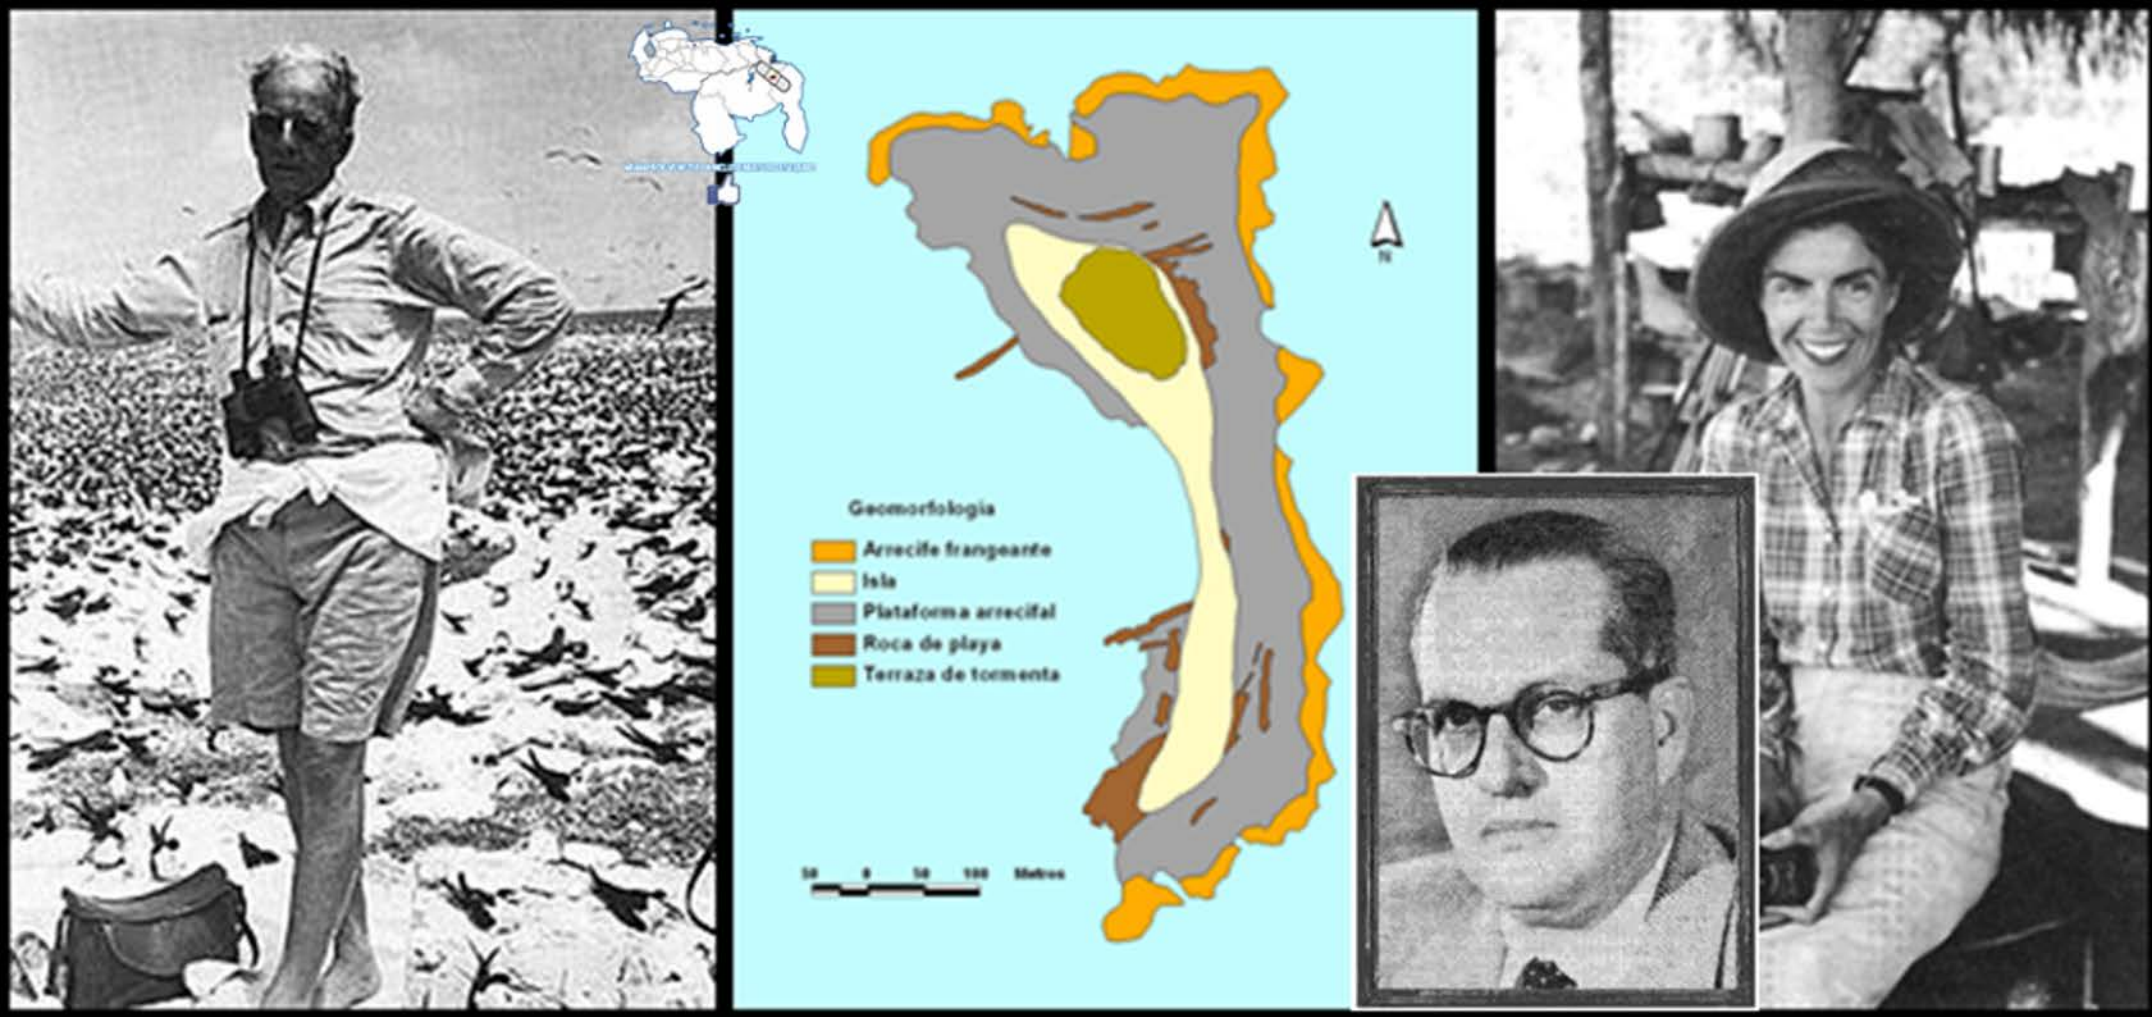 N
Geomorfología
Arrecife frangeante
Isla
Plataforma arrecifal
Roca de playa
Terraza de tormenta
50 0 50 100 Metros